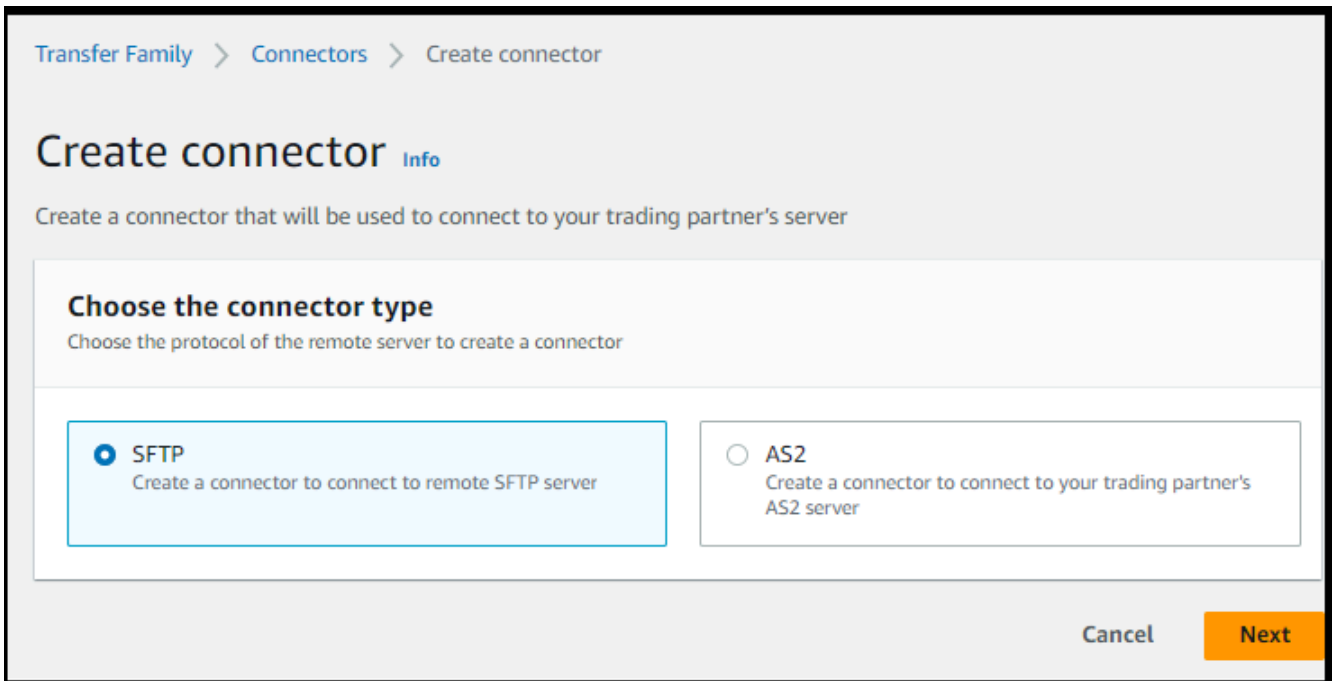 Transfer Family > Connectors > Create connector
Create connector Info
Create a connector that will be used to connect to your trading partner's server
Choose the connector type
Choose the protocol of the remote server to create a connector
SFTP
Create a connector to connect to remote SFTP server
AS2
Create a connector to connect to your trading partner's
AS2 server
Cancel Next